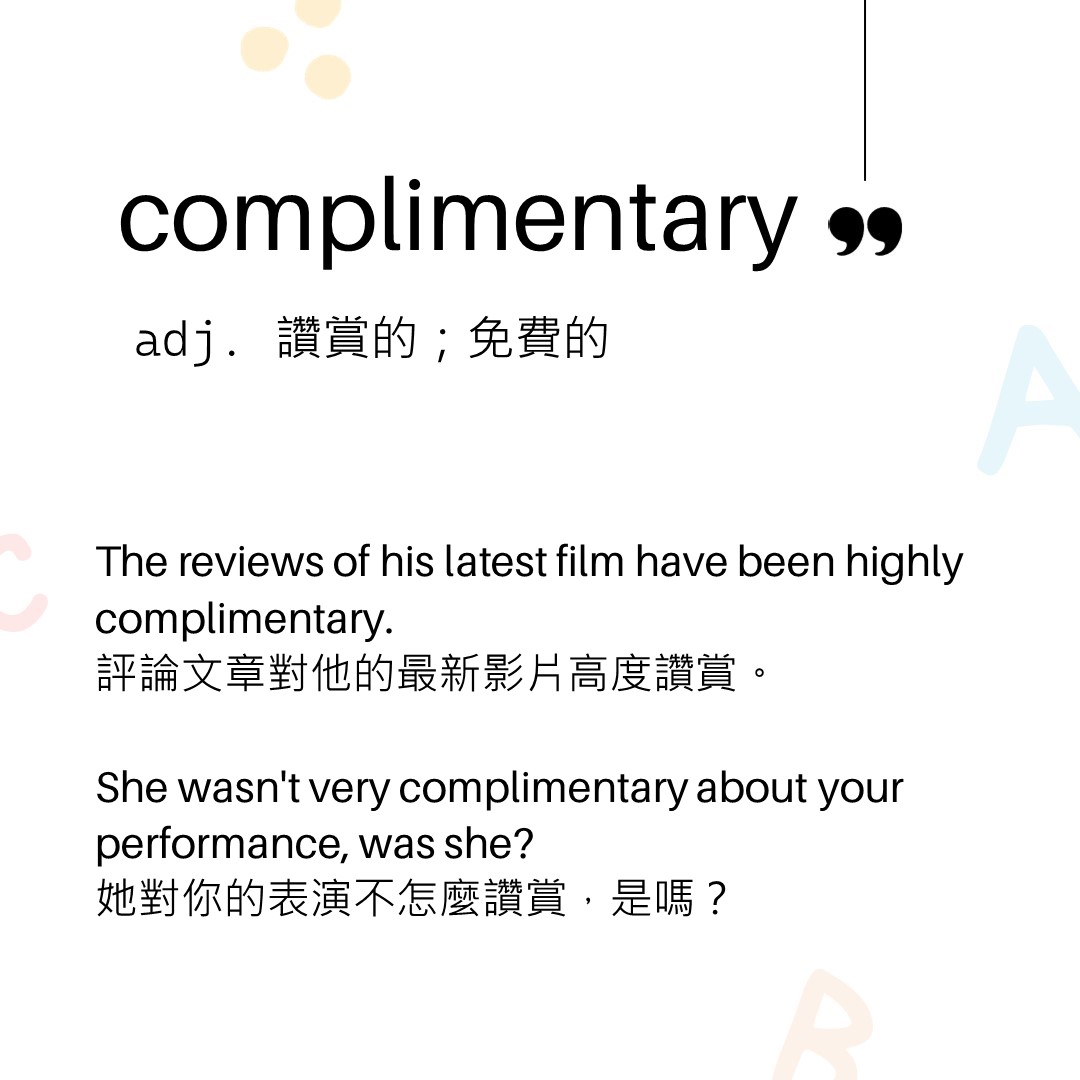 complimentary ”
adj. 讚賞的；免費的
A
C
The reviews of his latest film have been highly
complimentary.
評論文章對他的最新影片高度讚賞。
She wasn't very complimentary about your
performance, was she?
她對你的表演不怎麼讚賞，是嗎？
B